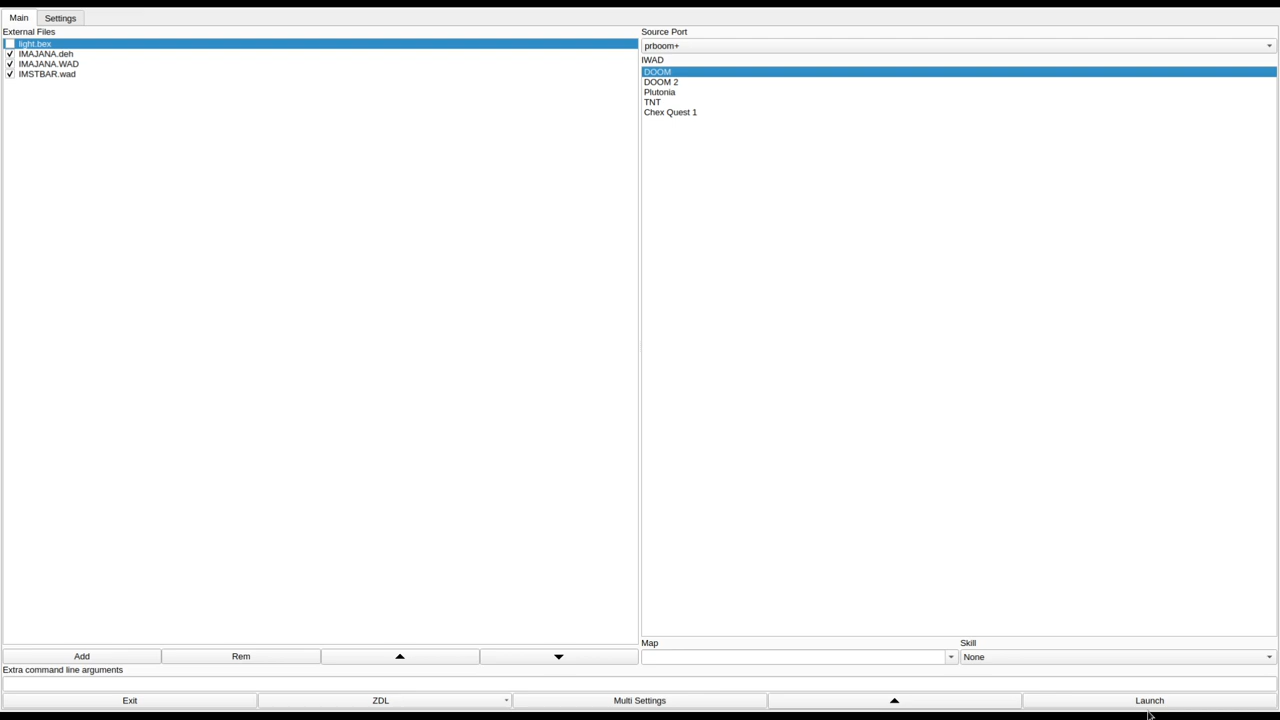 Main
Settings
External Files
light.bex
IMAJANA.deh
IMAJANA.WAD
IMSTBAR.wad
Add
Rem
Source Port
prboom+
IWAD
DOOM
DOOM 2
Plutonia
TNT
Chex Quest 1
Map
Skill
None
Extra command line arguments
Exit
ZDL
Multi Settings
Launch